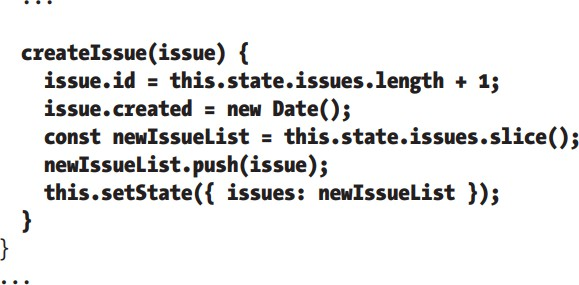 ...
createIssue(issue) {
issue.id = this.state.issues.length + 1;
issue.created = new Date();
const newIssueList = this.state.issues.slice();
newIssueList.push(issue);
this.setState({ issues: newIssueList });
}
}
...